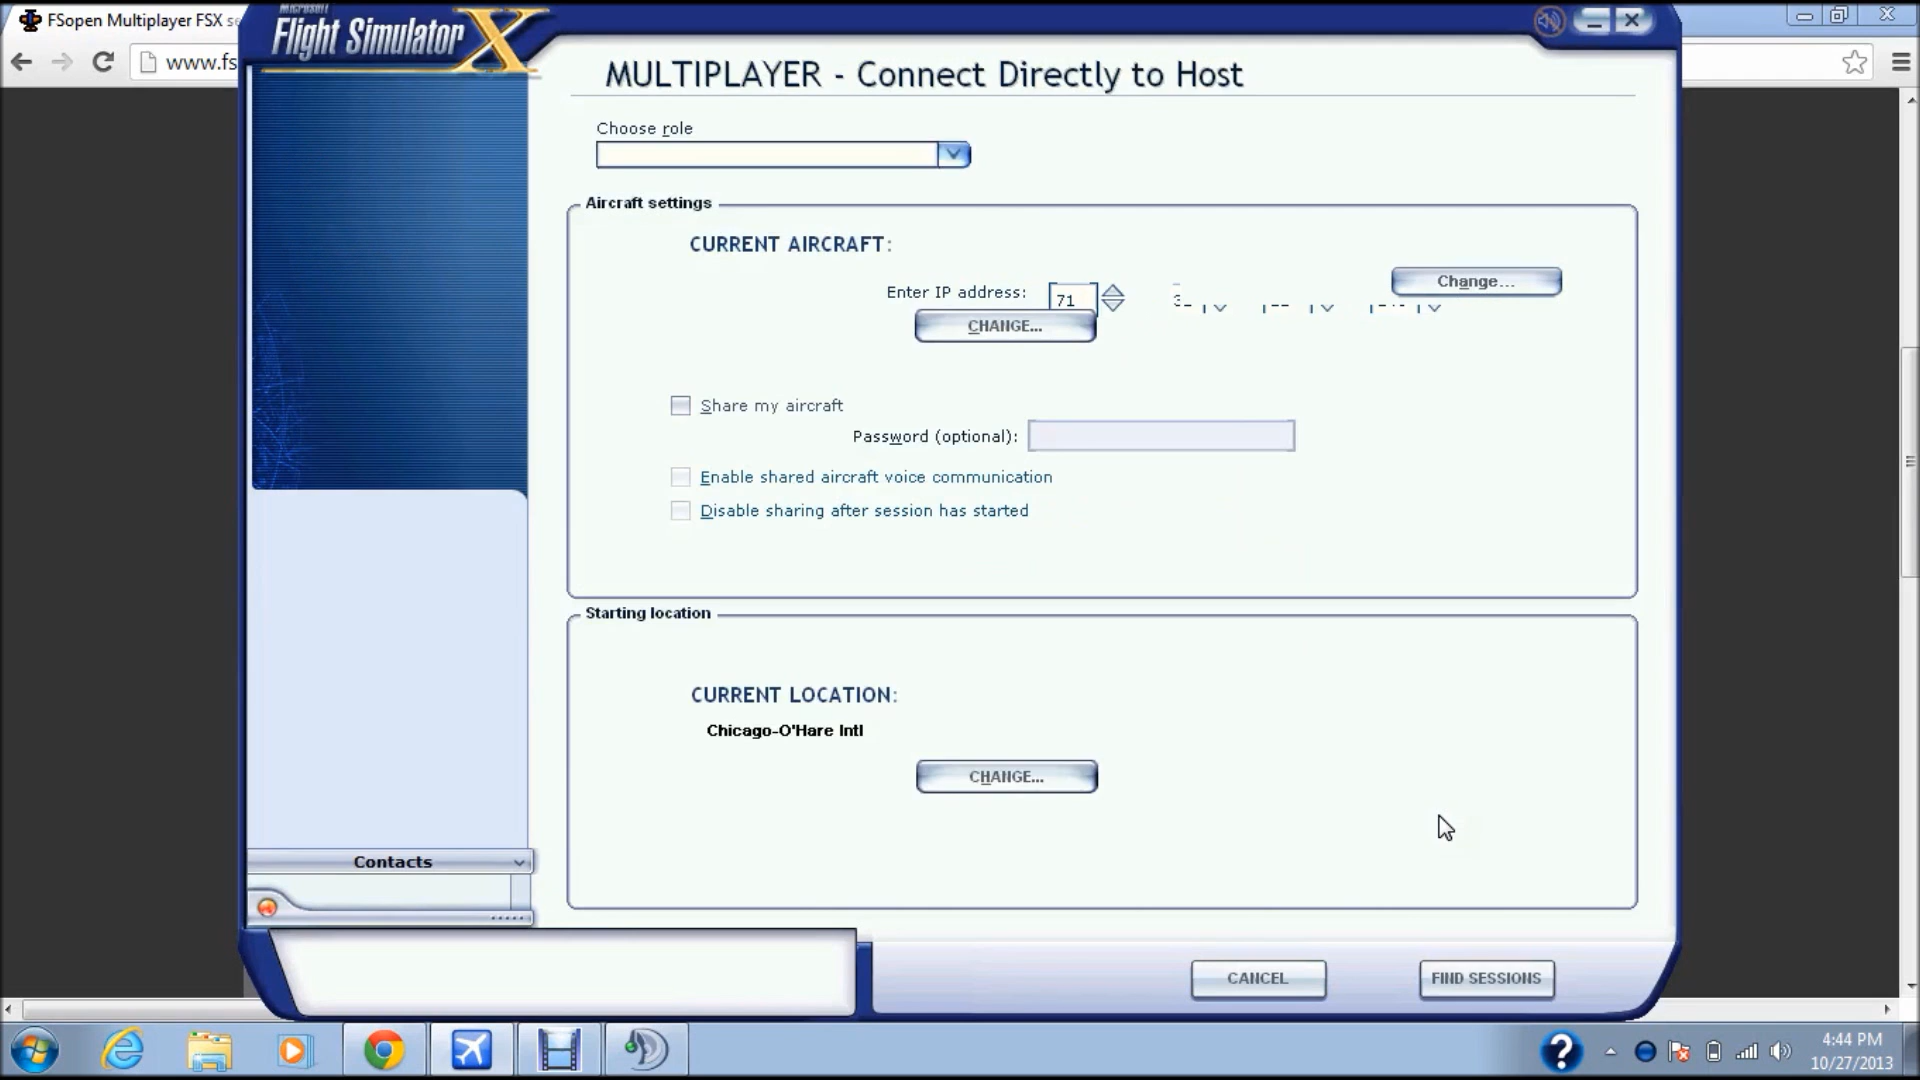 FSopen Multiplayer FSX se
www.fs
Microsoft
Flight Simulator X
MULTIPLAYER - Connect Directly to Host
Choose role
Aircraft settings
CURRENT AIRCRAFT:
Change...
Enter IP address: 71
CHANGE...
Share my aircraft
Password (optional):
Enable shared aircraft voice communication
Disable sharing after session has started
Starting location
CURRENT LOCATION:
Chicago-O'Hare Intl
CHANGE...
Contacts
CANCEL
FIND SESSIONS
4:44 PM
10/27/2013